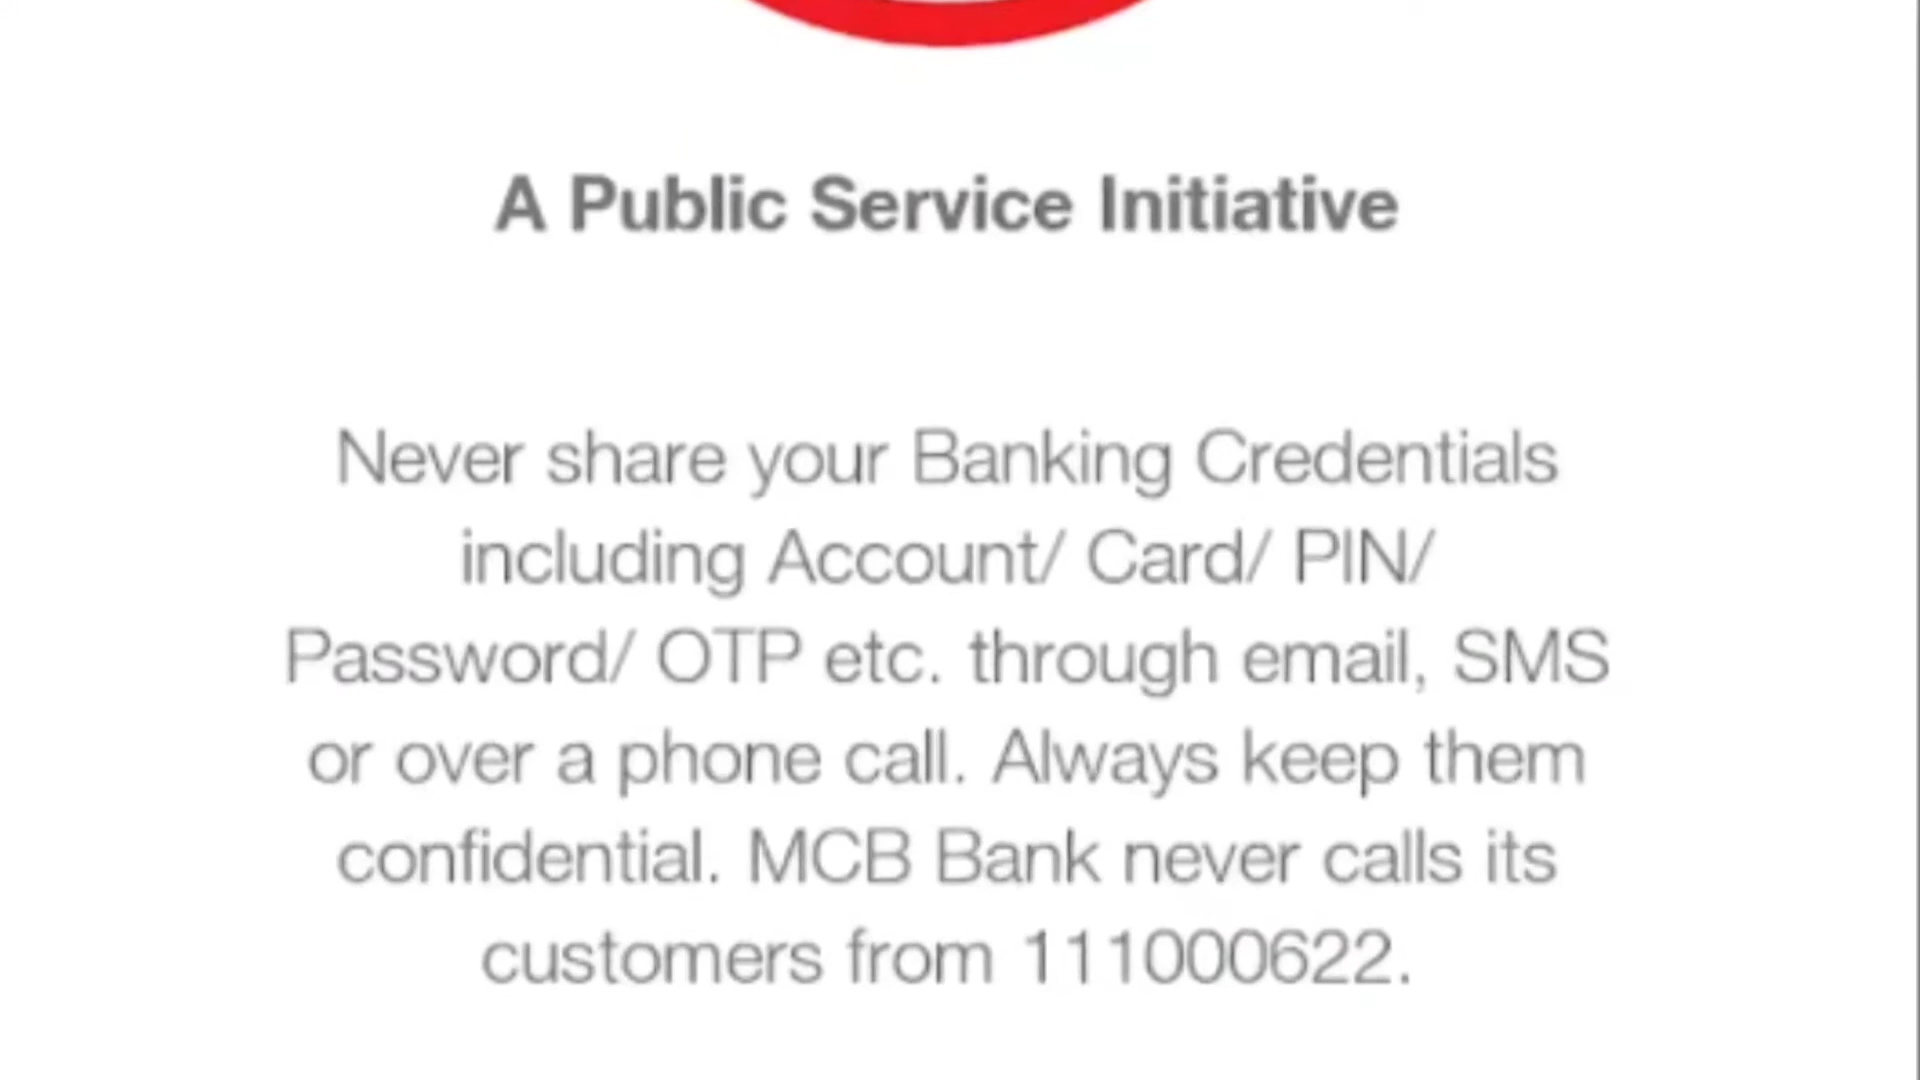 A Public Service Initiative
Never share your Banking Credentials
including Account/ Card/ PIN/
Password/ OTP etc. through email, SMS
or over a phone call. Always keep them
confidential. MCB Bank never calls its
customers from 111000622.